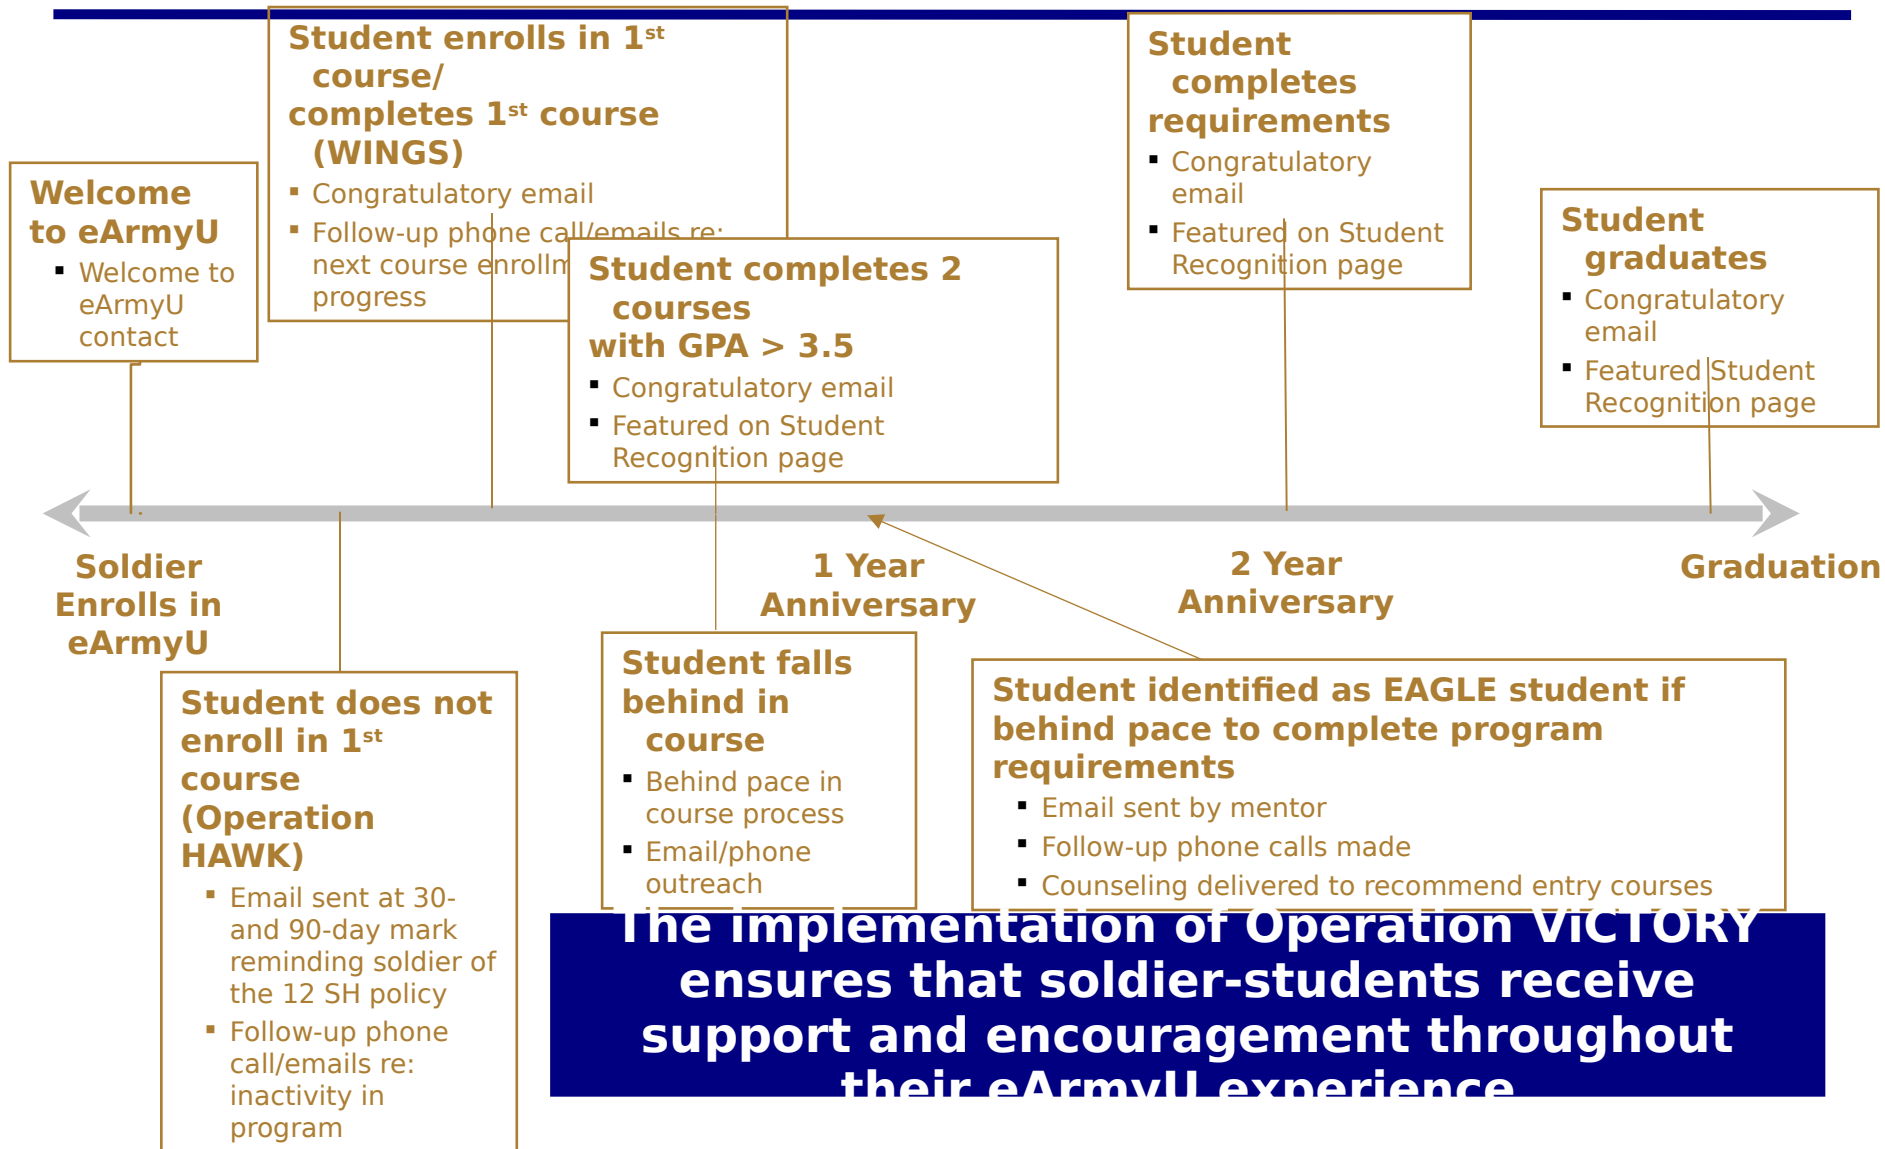 Student enrolls in 1st
course/
completes 1st course
(WINGS)
Congratulatory email
Follow-up phone call/emails re:
next course
progress
Student
completes
requirements
Congratulatory
email
Featured on Student
Recognition page
Welcome
to eArmyU
Welcome to
eArmyU
contact
Student
graduates
Congratulatory
email
Featured Student
Recognition page
Student completes 2
courses
with GPA > 3.5
Congratulatory email
Featured on Student
Recognition page
Soldier
Enrolls in
eArmyU
1 Year
Anniversary
2 Year
Anniversary
Graduation
Student does not
enroll in 1st
course
(Operation
HAWK)
Email sent at 30-
and 90-day mark
reminding soldier of
the 12 SH policy
Follow-up phone
call/emails re:
inactivity in
program
Student falls
behind in
course
Behind pace in
course process
Email/phone
outreach
Student identified as EAGLE student if
behind pace to complete program
requirements
Email sent by mentor
Follow-up phone calls made
Counseling delivered to recommend entry courses
The implementation of Operation ViCTORY
ensures that soldier-students receive
support and encouragement throughout
their eArmyU experience